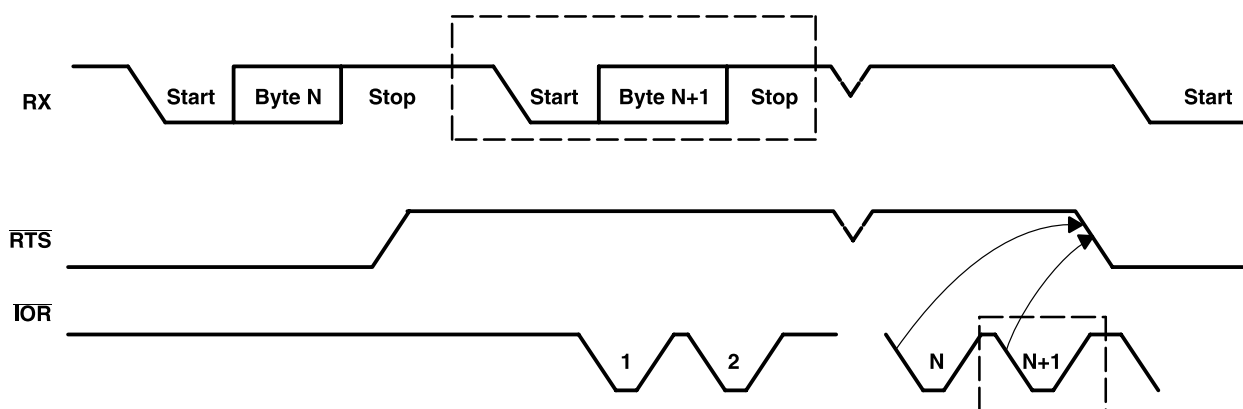 RX Start Byte N Stop Start Byte N+1 Stop Start
RTS
IOR
1 2 N N+1